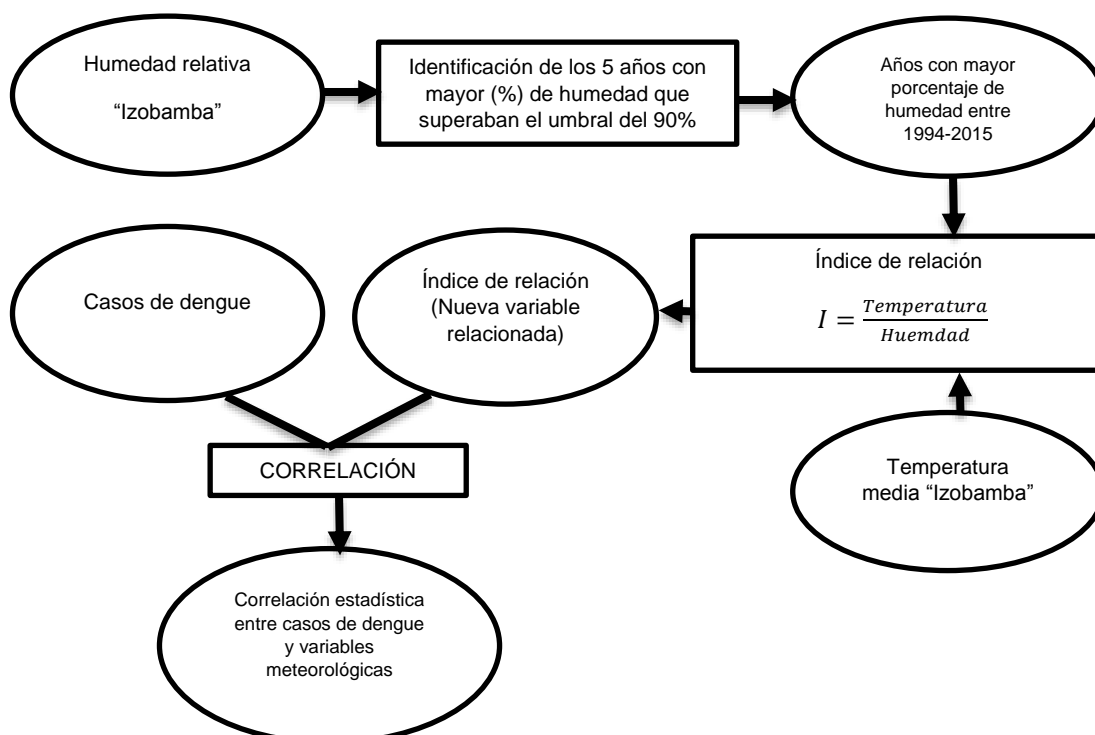 Humedad relativa
“Izobamba”
Identificación de los 5 años con
mayor (%) de humedad que
superaban el umbral del 90%
Años con mayor
porcentaje de
humedad entre
1994-2015
Casos de dengue
Índice de relación
(Nueva variable
relacionada)
Índice de relación
I = Temperatura / Huemdad
CORRELACIÓN
Temperatura
media “Izobamba”
Correlación estadística
entre casos de dengue
y variables
meteorológicas